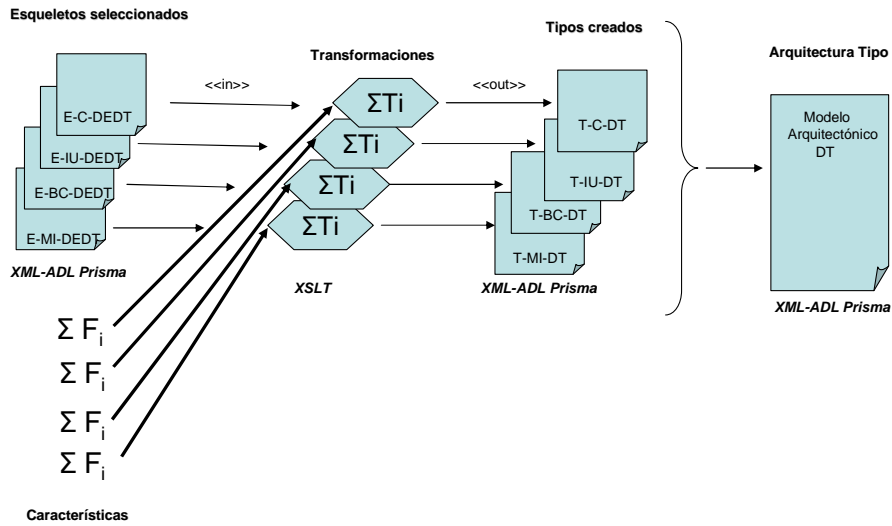 Esqueletos seleccionados
Transformaciones
Tipos creados
Arquitectura Tipo
<<in>>
<<out>>
E-C-DEDT
E-IU-DEDT
E-BC-DEDT
E-MI-DEDT
XML-ADL Prisma
ΣTi
ΣTi
ΣTi
ΣTi
XSLT
T-C-DT
T-IU-DT
T-BC-DT
T-MI-DT
XML-ADL Prisma
Modelo
Arquitectónico
DT
XML-ADL Prisma
Σ Fi
Σ Fi
Σ Fi
Σ Fi
Características